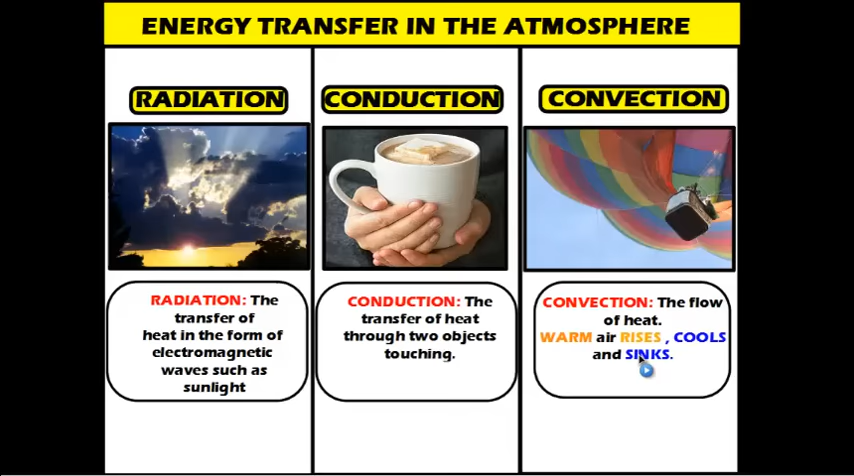 ENERGY TRANSFER IN THE ATMOSPHERE
RADIATION
CONDUCTION
CONVECTION
RADIATION: The
transfer of
heat in the form of
electromagnetic
waves such as
sunlight
CONDUCTION: The
transfer of heat
through two objects
touching.
CONVECTION: The flow
of heat.
WARM air RISES , COOLS
and SINKS.